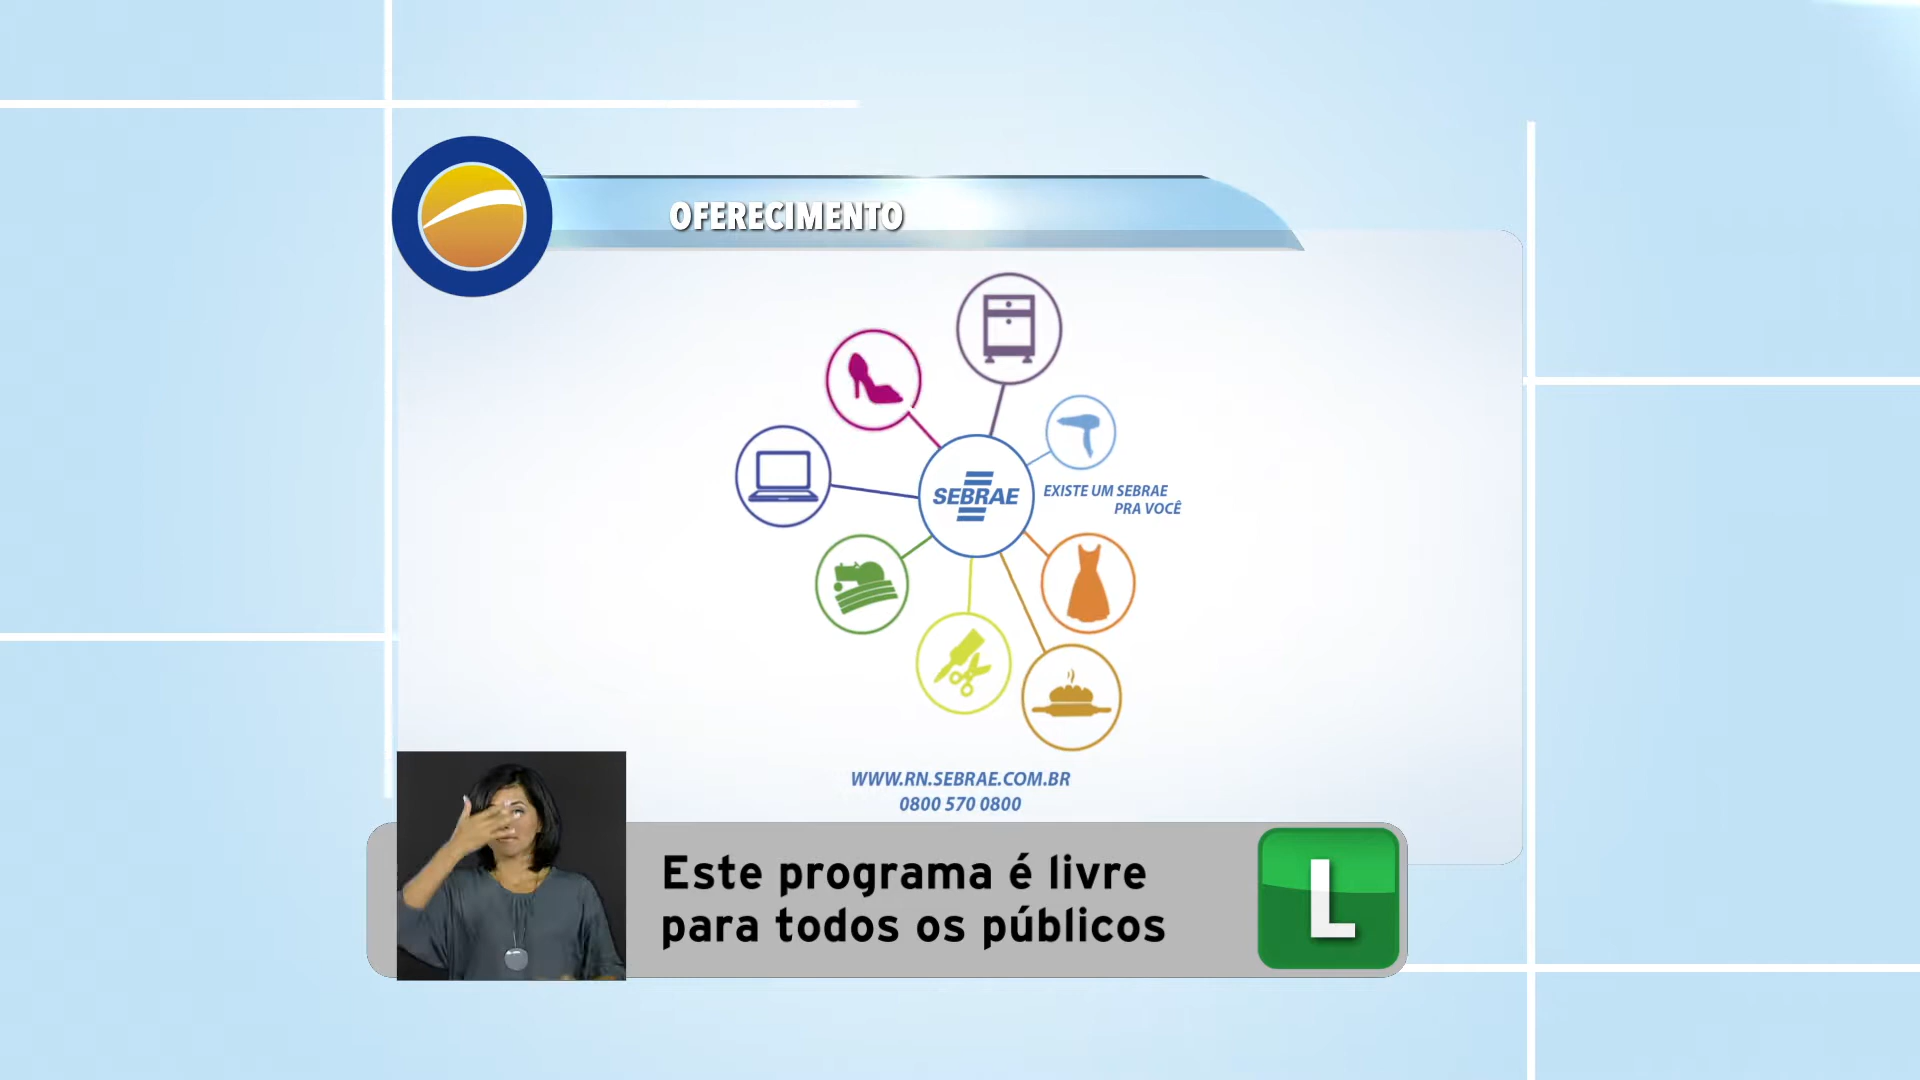 OFERECIMENTO
SEBRAE
EXISTE UM SEBRAE
PRA VOCÊ
WWW.RN.SEBRAE.COM.BR
0800 570 0800
Este programa é livre
para todos os públicos
L